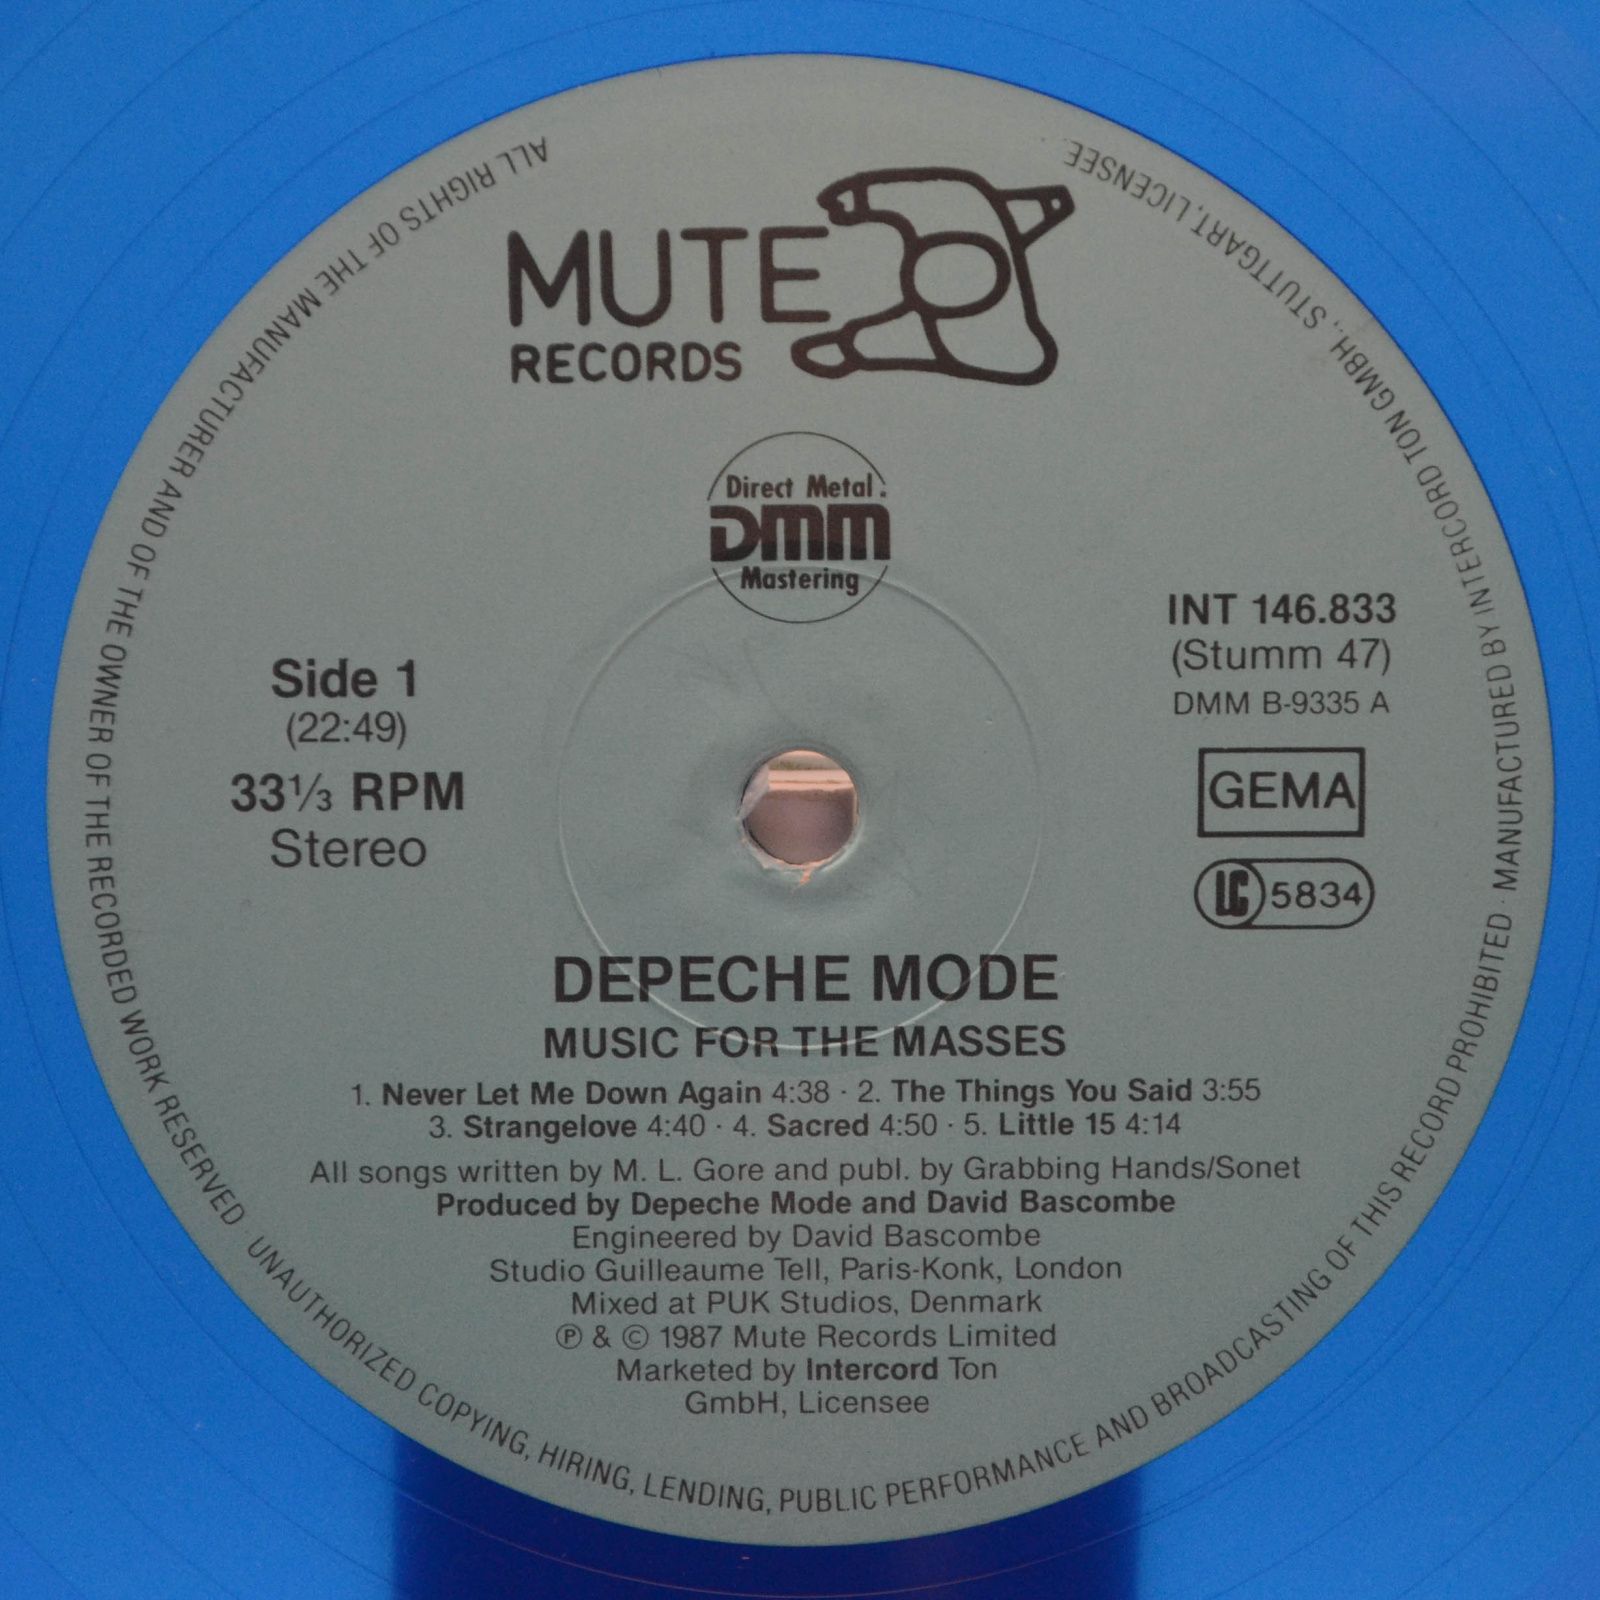 MUTE
RECORDS
Direct Metal
DMM
Mastering
Side 1
(22:49)
33⅓ RPM
Stereo
INT 146.833
(Stumm 47)
DMM B-9335 A
GEMA
LC 5834
DEPECHE MODE
MUSIC FOR THE MASSES
1. Never Let Me Down Again 4:38 · 2. The Things You Said 3:55
3. Strangelove 4:40 · 4. Sacred 4:50 · 5. Little 15 4:14
All songs written by M. L. Gore and publ. by Grabbing Hands/Sonet
Produced by Depeche Mode and David Bascombe
Engineered by David Bascombe
Studio Guilleaume Tell, Paris-Konk, London
Mixed at PUK Studios, Denmark
℗ & © 1987 Mute Records Limited
Marketed by Intercord Ton
GmbH, Licensee
ALL RIGHTS OF THE MANUFACTURER AND OF THE OWNER OF THE RECORDED WORK RESERVED · UNAUTHORIZED COPYING, HIRING, LENDING, PUBLIC PERFORMANCE AND BROADCASTING OF THIS RECORD PROHIBITED · MANUFACTURED BY INTERCORD TON GMBH., STUTTGART, LICENSEE